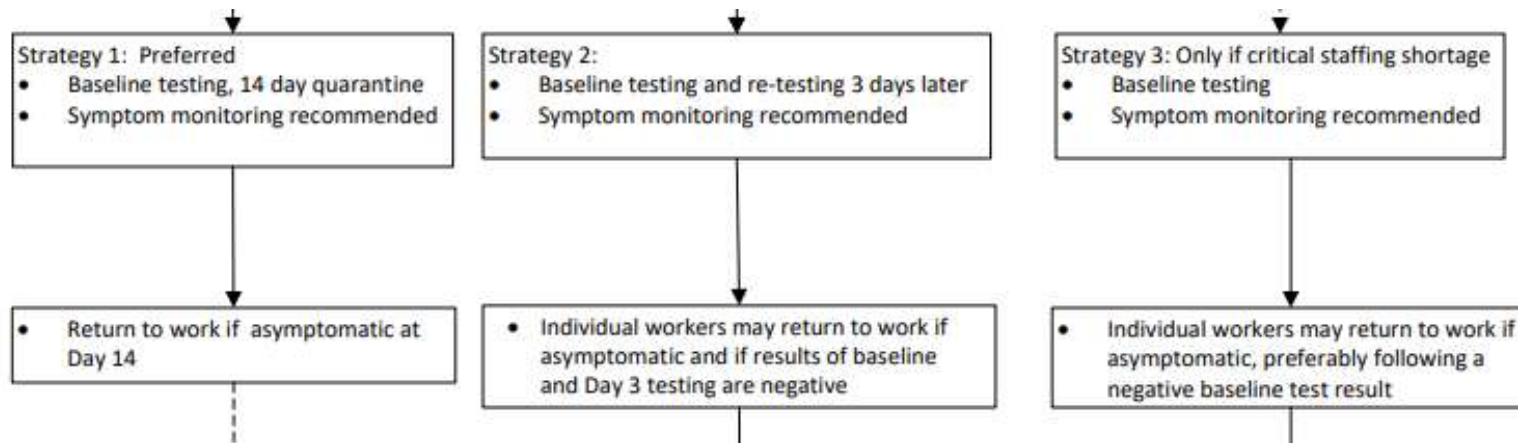 Strategy 1:  Preferred
• Baseline testing, 14 day quarantine
• Symptom monitoring recommended
Strategy 2:
• Baseline testing and re-testing 3 days later
• Symptom monitoring recommended
Strategy 3: Only if critical staffing shortage
• Baseline testing
• Symptom monitoring recommended
• Return to work if  asymptomatic at
Day 14
• Individual workers may return to work if
asymptomatic and if results of baseline
and Day 3 testing are negative
• Individual workers may return to work if
asymptomatic, preferably following a
negative baseline test result